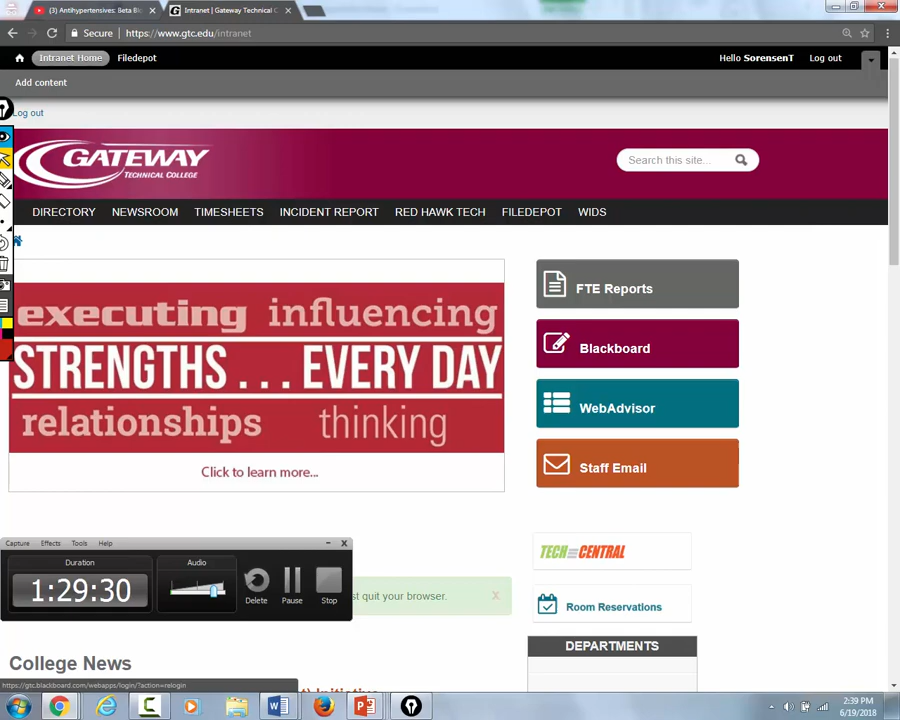 (3) Antihypertensives: Beta Bl
Intranet | Gateway Technical C
Secure
https://www.gtc.edu/intranet
Intranet Home
Filedepot
Hello SorensenT
Log out
Add content
Log out
GATEWAY
TECHNICAL COLLEGE
Search this site...
DIRECTORY
NEWSROOM
TIMESHEETS
INCIDENT REPORT
RED HAWK TECH
FILEDEPOT
WIDS
executing influencing
STRENGTHS . . . EVERY DAY
relationships thinking
Click to learn more...
FTE Reports
Blackboard
WebAdvisor
Staff Email
TECH CENTRAL
Room Reservations
DEPARTMENTS
Capture Effects Tools Help
Duration
1:29:30
Audio
Delete
Pause
Stop
st quit your browser.
College News
https://gtc.blackboard.com/webapps/login/?action=relogin
2:39 PM
6/19/2018